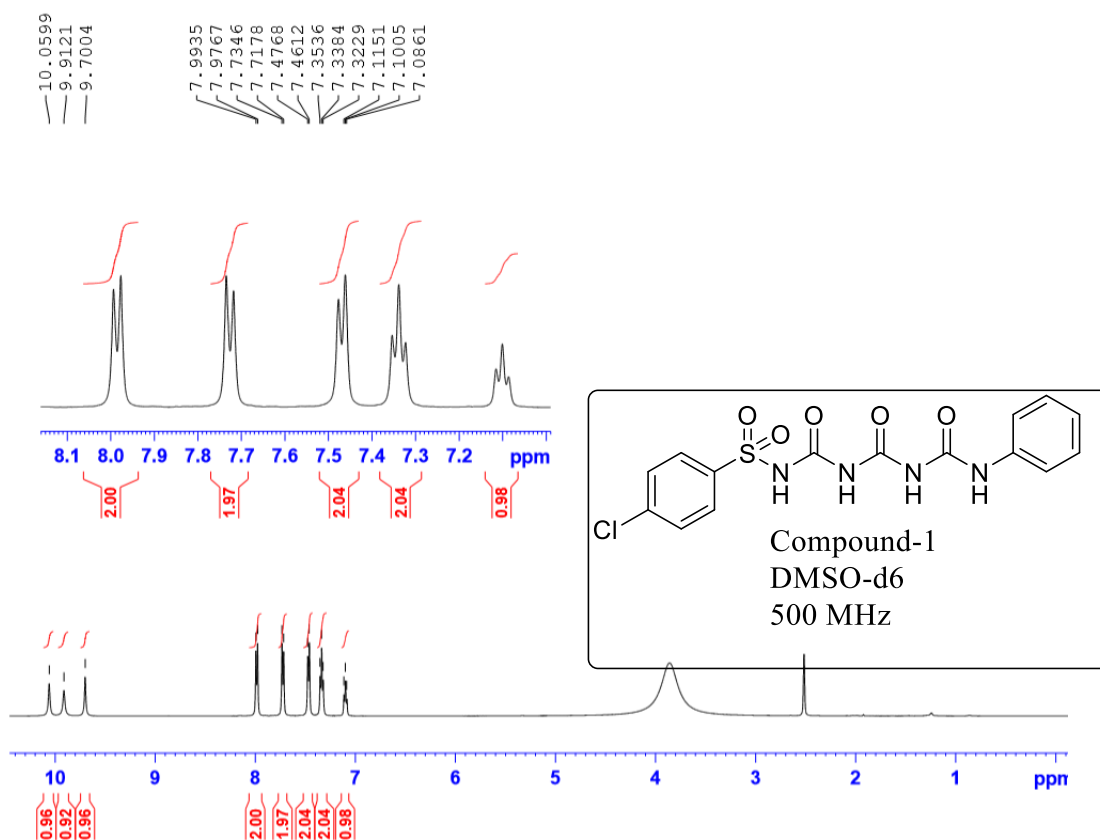 10.0599
9.9121
9.7004
7.9935
7.9767
7.7346
7.7178
7.4768
7.4612
7.3536
7.3384
7.3229
7.1151
7.1005
7.0861
8.1 8.0 7.9 7.8 7.7 7.6 7.5 7.4 7.3 7.2 ppm
2.00 1.97 2.04 2.04 0.98
O O O O
S O
N N N N
H H H H
Cl
Compound-1
DMSO-d6
500 MHz
10 9 8 7 6 5 4 3 2 1 ppm
0.96 0.92 0.96 2.00 1.97 2.04 2.04 0.98